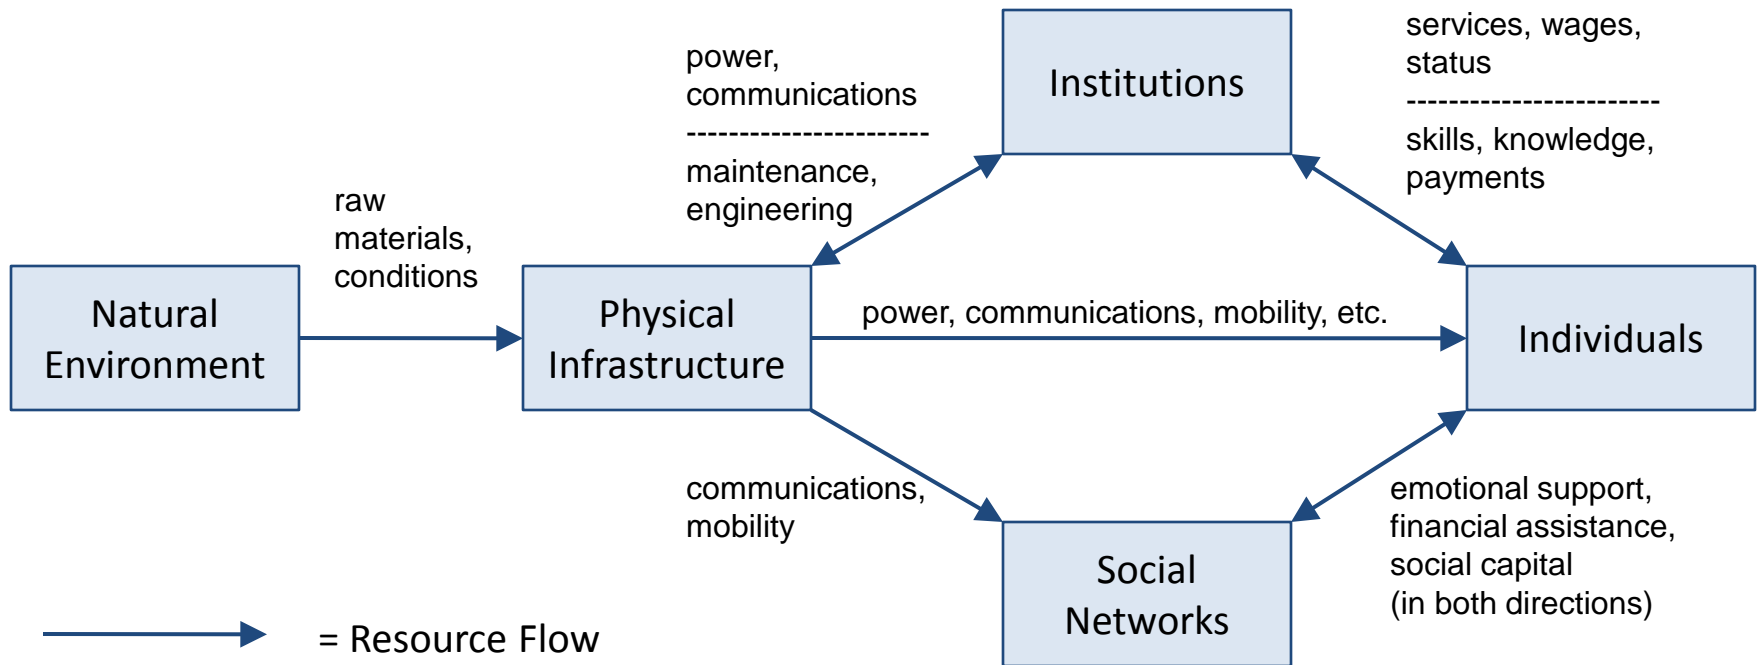 services, wages,
status
------------------------
skills, knowledge,
payments
power,
communications
-----------------------
maintenance,
engineering
Institutions
raw
materials,
conditions
Natural
Environment
Physical
Infrastructure
power, communications, mobility, etc.
Individuals
communications,
mobility
emotional support,
financial assistance,
social capital
(in both directions)
Social
Networks
= Resource Flow